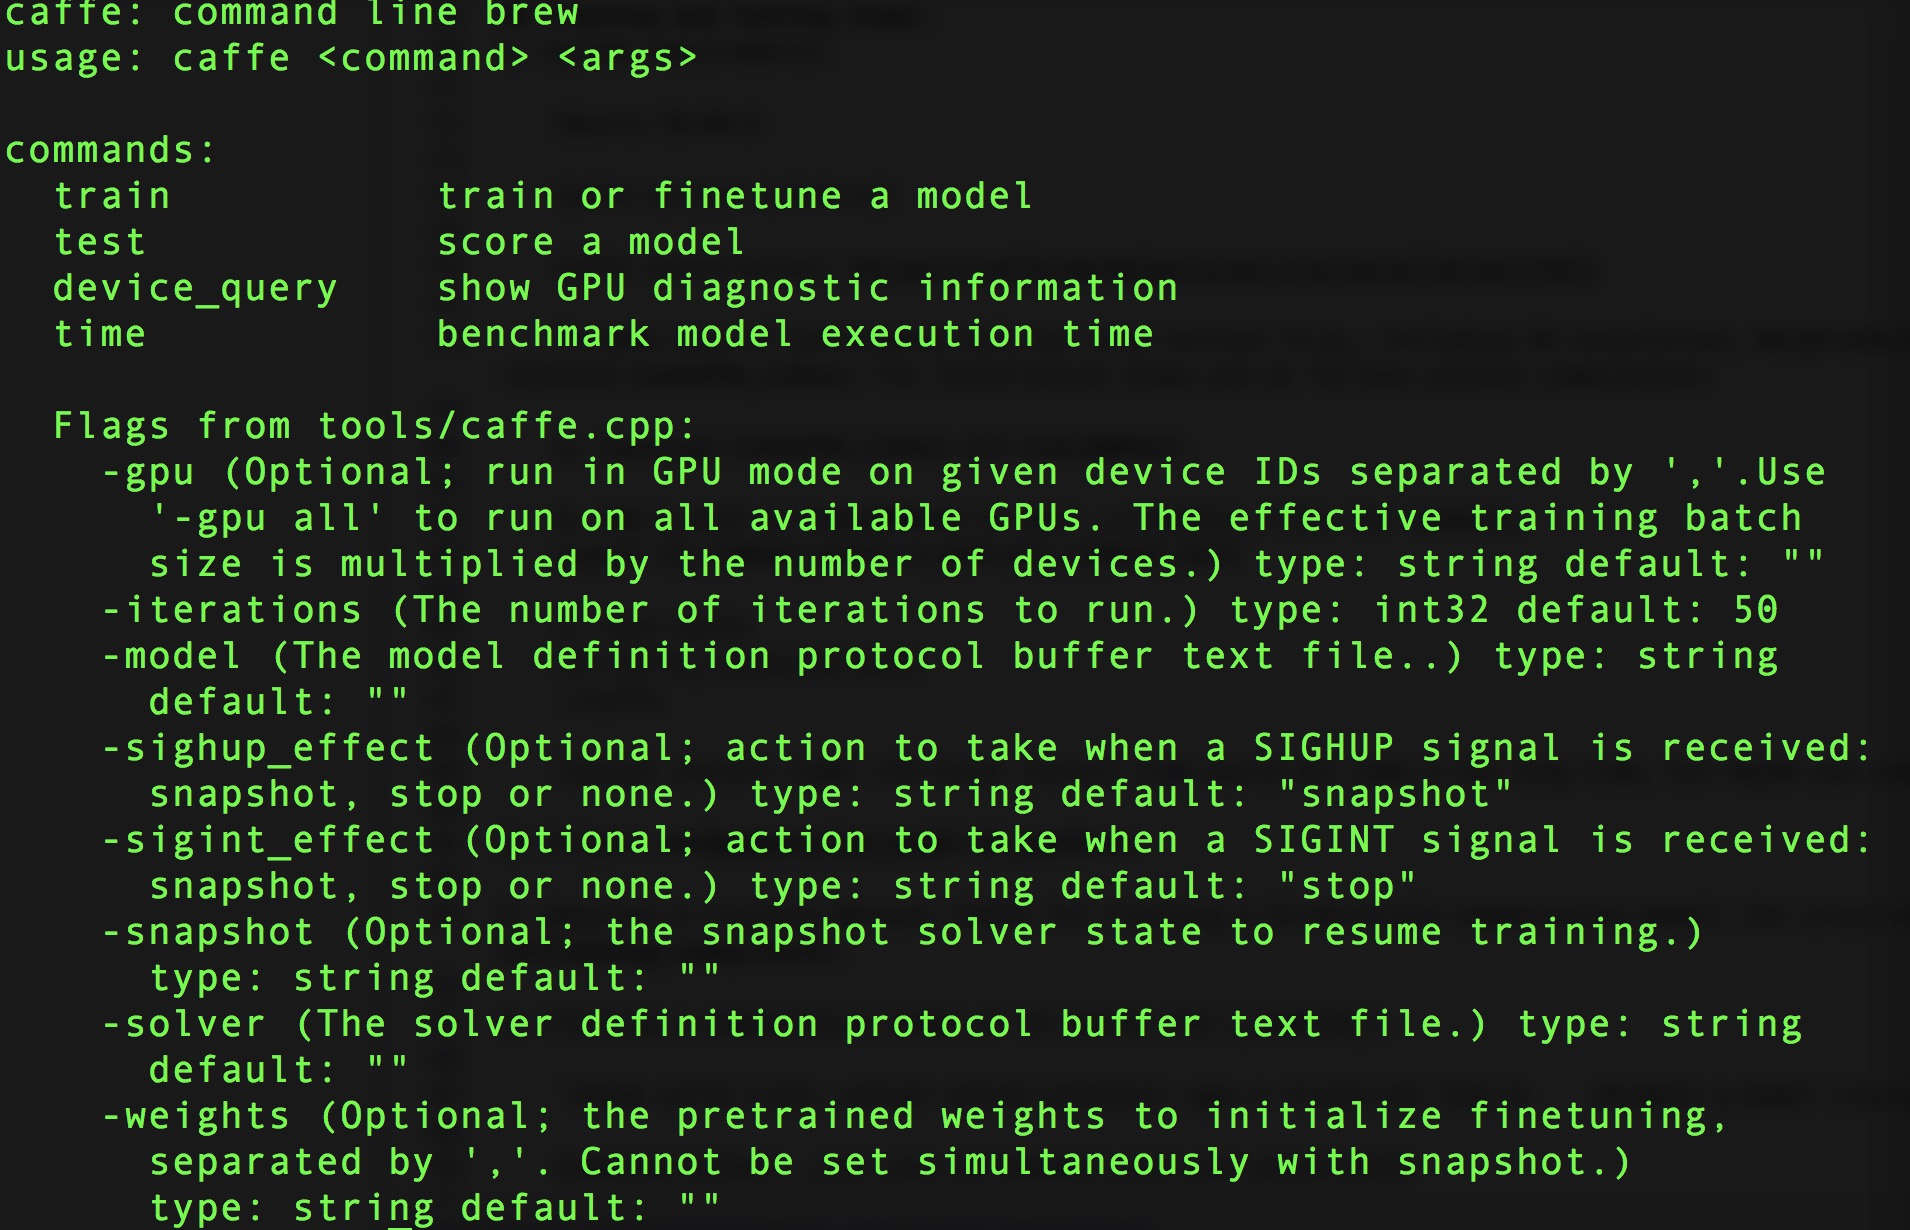 caffe: command line brew
usage: caffe <command> <args>
commands:
train train or finetune a model
test score a model
device_query show GPU diagnostic information
time benchmark model execution time
Flags from tools/caffe.cpp:
-gpu (Optional; run in GPU mode on given device IDs separated by ','.Use
'-gpu all' to run on all available GPUs. The effective training batch
size is multiplied by the number of devices.) type: string default: ""
-iterations (The number of iterations to run.) type: int32 default: 50
-model (The model definition protocol buffer text file..) type: string
default: ""
-sighup_effect (Optional; action to take when a SIGHUP signal is received:
snapshot, stop or none.) type: string default: "snapshot"
-sigint_effect (Optional; action to take when a SIGINT signal is received:
snapshot, stop or none.) type: string default: "stop"
-snapshot (Optional; the snapshot solver state to resume training.)
type: string default: ""
-solver (The solver definition protocol buffer text file.) type: string
default: ""
-weights (Optional; the pretrained weights to initialize finetuning,
separated by ','. Cannot be set simultaneously with snapshot.)
type: string default: ""